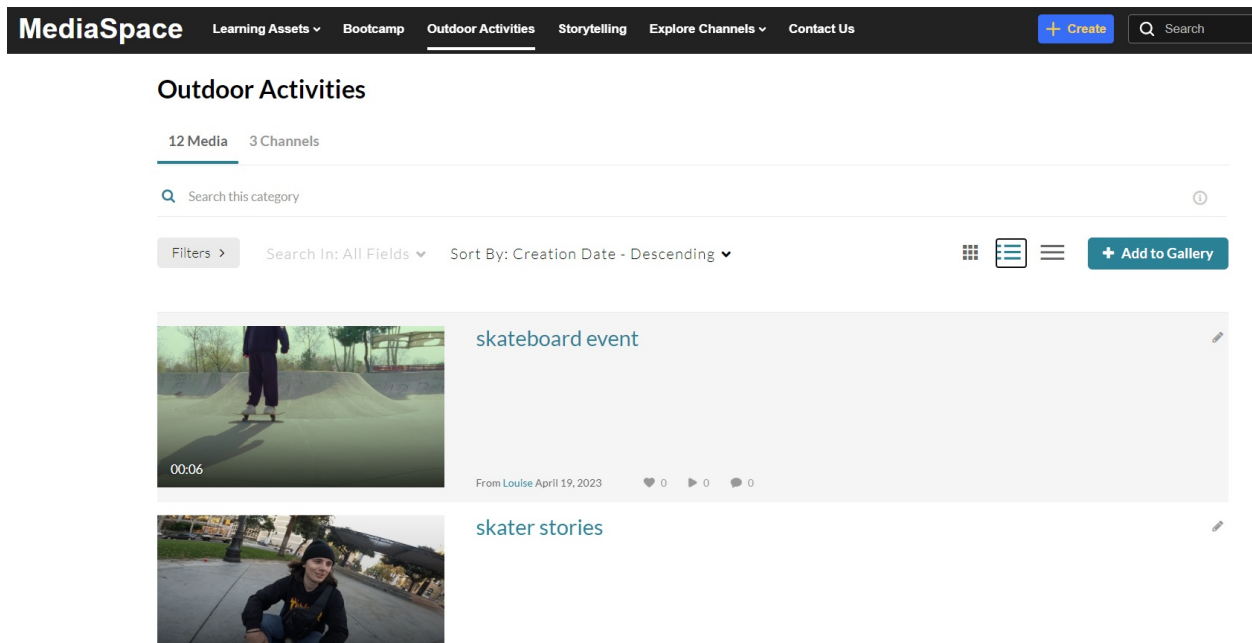 MediaSpace Learning Assets Bootcamp Outdoor Activities Storytelling Explore Channels Contact Us + Create Search
Outdoor Activities
12 Media 3 Channels
Search this category
Filters > Search In: All Fields Sort By: Creation Date - Descending + Add to Gallery
skateboard event
00:06
From Louise April 19, 2023 0 0 0
skater stories